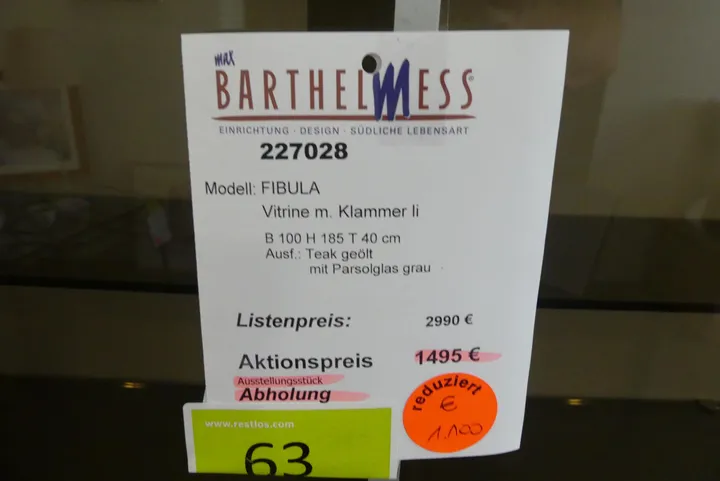 max
BARTHELMESS®
EINRICHTUNG · DESIGN · SÜDLICHE LEBENSART
227028
Modell: FIBULA
Vitrine m. Klammer li
B 100 H 185 T 40 cm
Ausf.: Teak geölt
mit Parsolglas grau
Listenpreis: 2990 €
Aktionspreis 1495 €
Ausstellungsstück
Abholung
reduziert
€
1.100
www.restlos.com
63